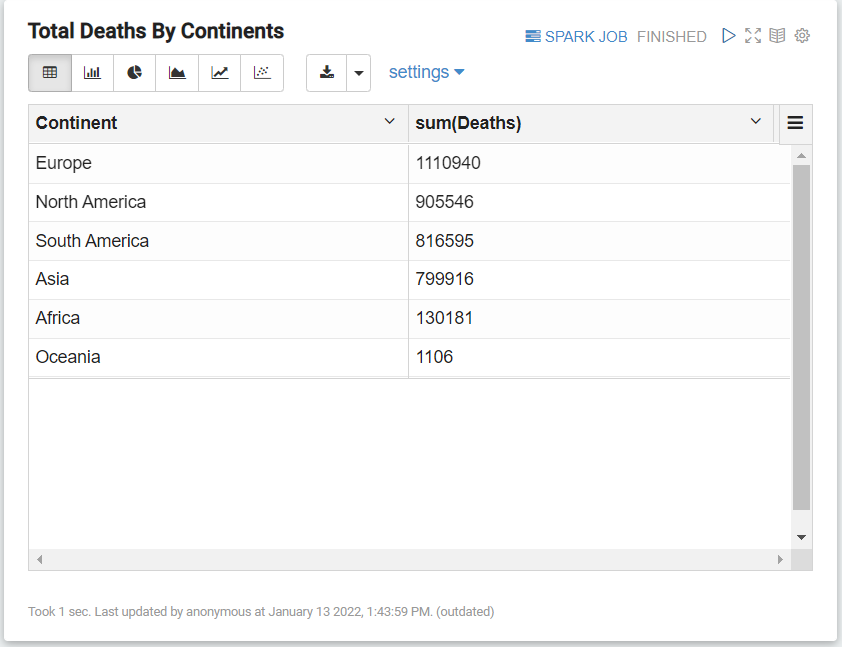 Total Deaths By Continents
SPARK JOB FINISHED
settings
Continent sum(Deaths)
Europe 1110940
North America 905546
South America 816595
Asia 799916
Africa 130181
Oceania 1106
Took 1 sec. Last updated by anonymous at January 13 2022, 1:43:59 PM. (outdated)